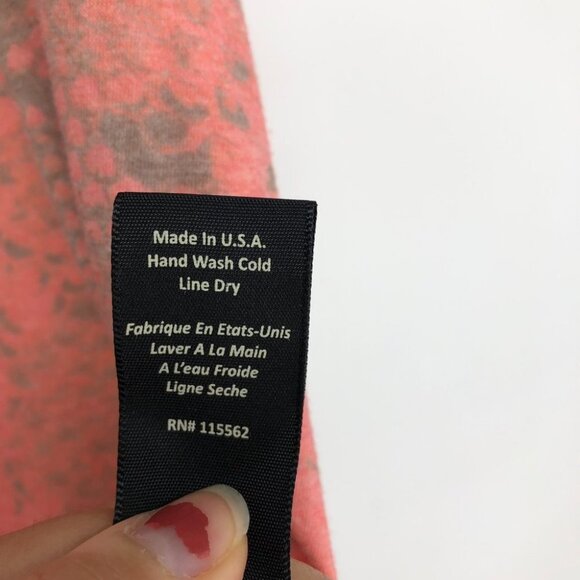 Made In U.S.A.
Hand Wash Cold
Line Dry
Fabrique En Etats-Unis
Laver A La Main
A L'eau Froide
Ligne Seche
RN# 115562